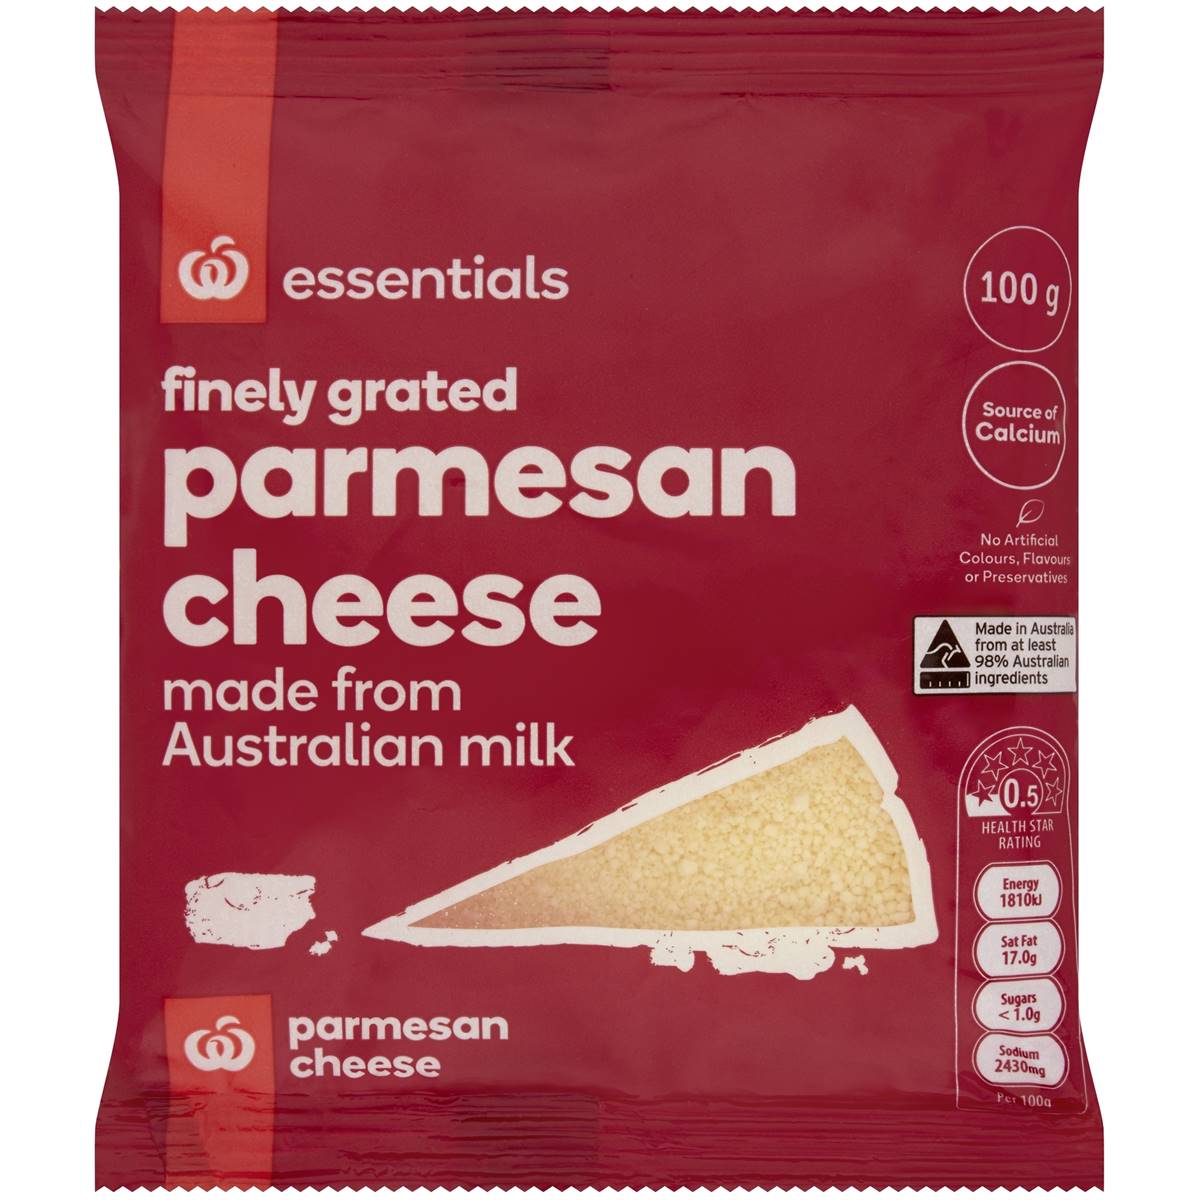 essentials
100 g
finely grated
parmesan
cheese
made from
Australian milk
Source of
Calcium
No Artificial
Colours, Flavours
or Preservatives
Made in Australia
from at least
98% Australian
ingredients
0.5
HEALTH STAR
RATING
Energy
1810kJ
Sat Fat
17.0g
Sugars
< 1.0g
Sodium
2430mg
Per 100g
parmesan
cheese